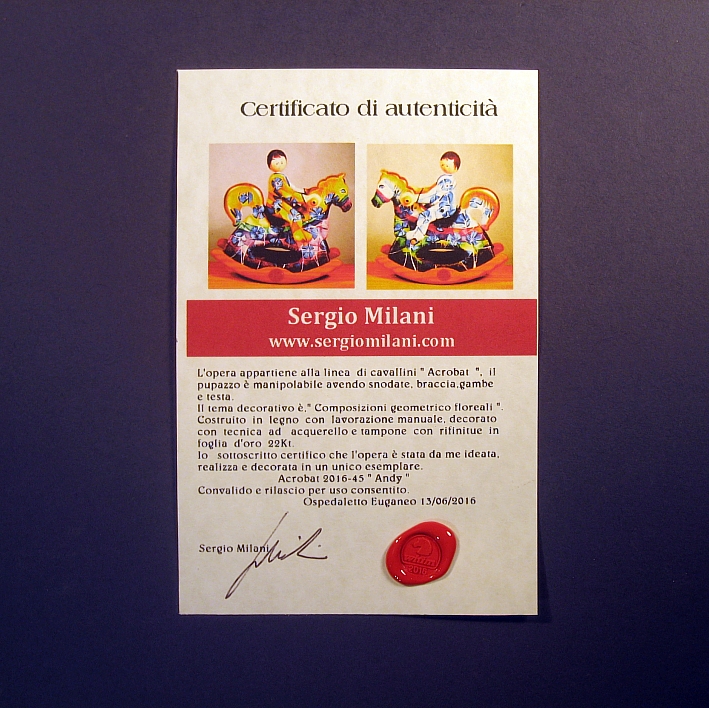 Certificato di autenticità
Sergio Milani
www.sergiomilani.com
L'opera appartiene alla linea di cavallini " Acrobat ", il
pupazzo è manipolabile avendo snodate, braccia,gambe
e testa.
Il tema decorativo è," Composizioni geometrico floreali ".
Costruito in legno con lavorazione manuale, decorato
con tecnica ad acquerello e tampone con rifinitue in
foglia d'oro 22Kt.
Io sottoscritto certifico che l'opera è stata da me ideata,
realizza e decorata in un unico esemplare.
Acrobat 2016-45 " Andy "
Convalido e rilascio per uso consentito.
Ospedaletto Euganeo 13/06/2016
Sergio Milani